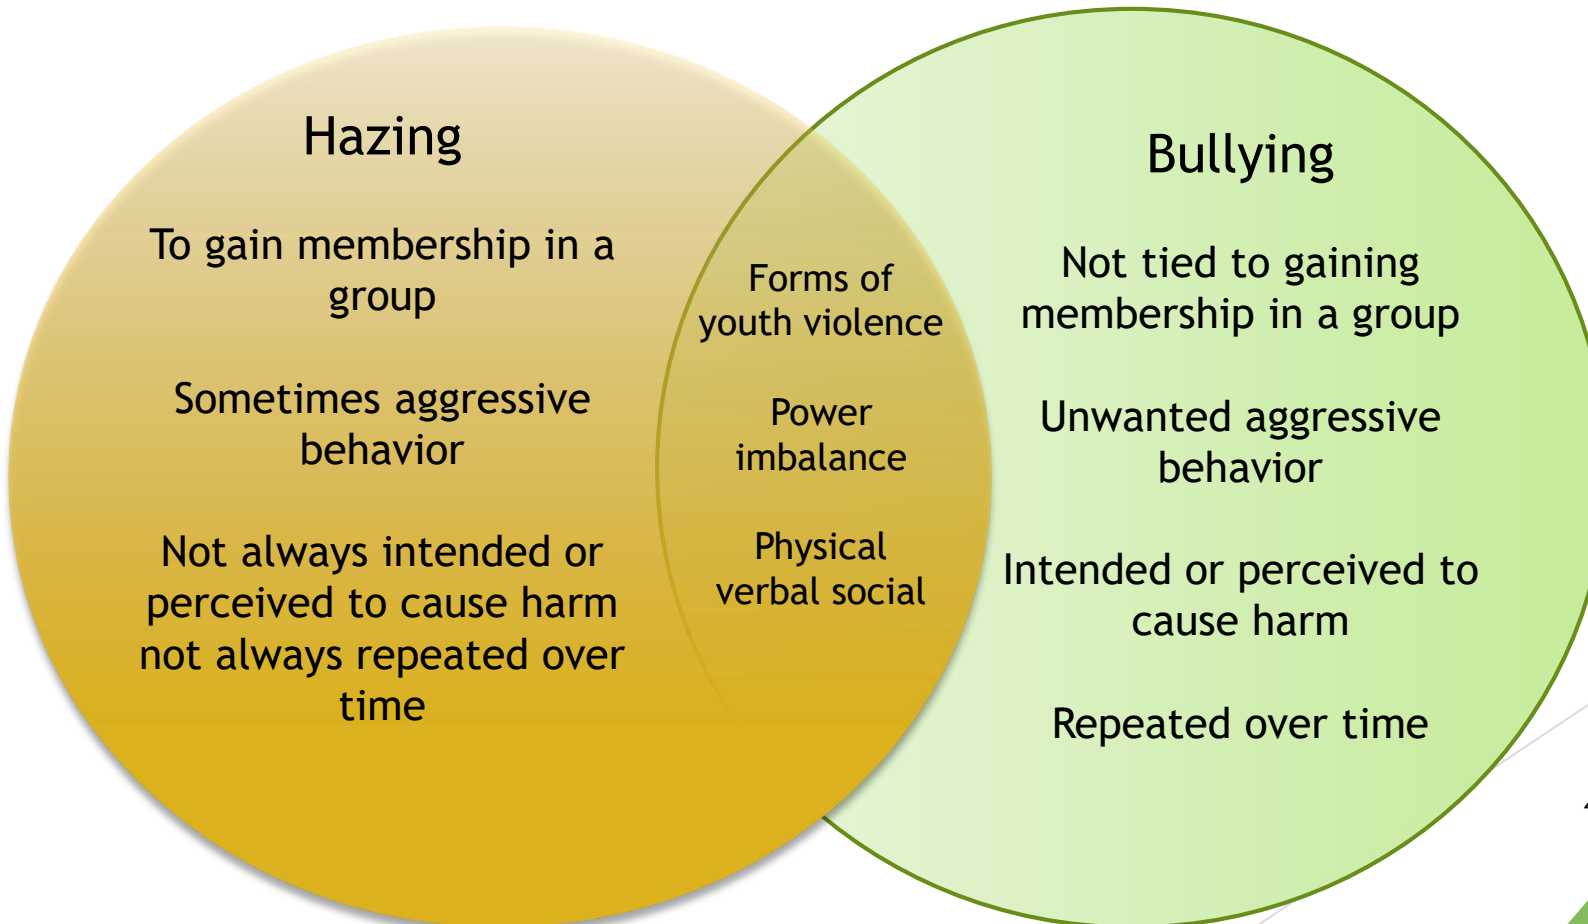 Hazing
To gain membership in a
group
Sometimes aggressive
behavior
Not always intended or
perceived to cause harm
not always repeated over
time
Forms of
youth violence
Power
imbalance
Physical
verbal social
Bullying
Not tied to gaining
membership in a group
Unwanted aggressive
behavior
Intended or perceived to
cause harm
Repeated over time